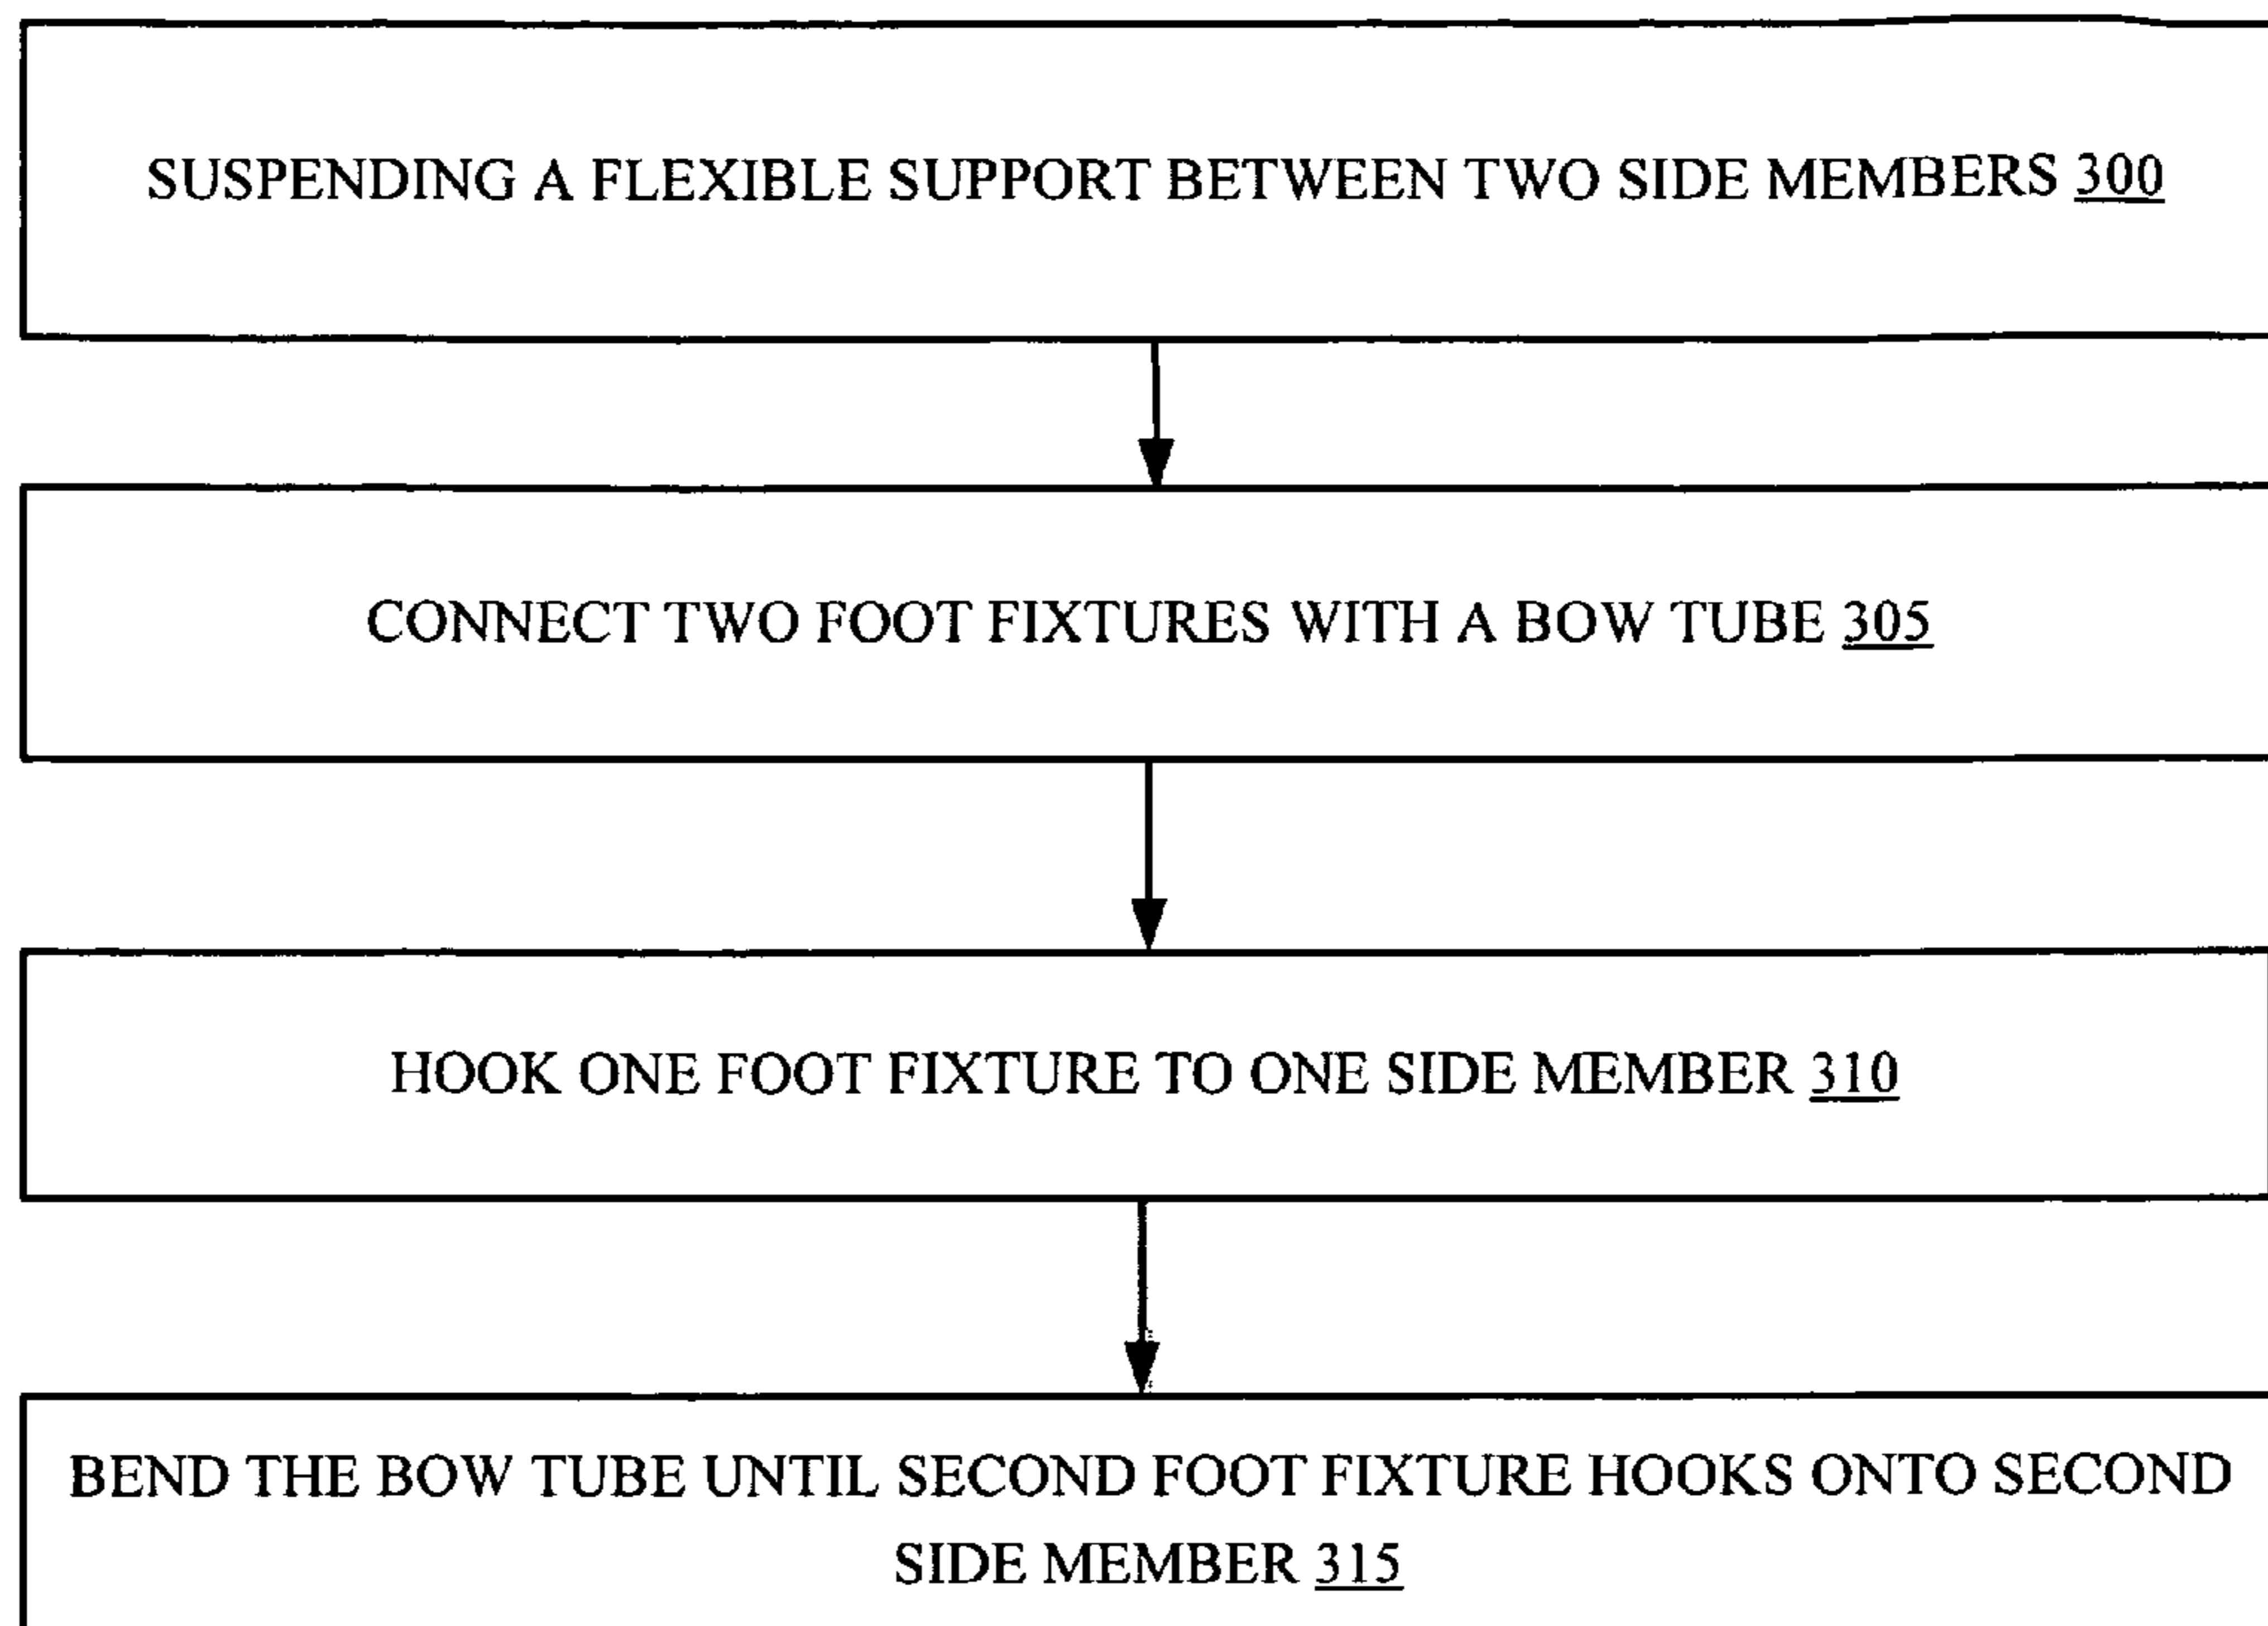 SUSPENDING A FLEXIBLE SUPPORT BETWEEN TWO SIDE MEMBERS 300
CONNECT TWO FOOT FIXTURES WITH A BOW TUBE 305
HOOK ONE FOOT FIXTURE TO ONE SIDE MEMBER 310
BEND THE BOW TUBE UNTIL SECOND FOOT FIXTURE HOOKS ONTO SECOND
SIDE MEMBER 315